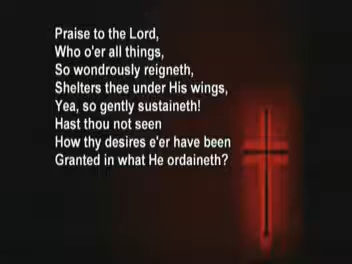 Praise to the Lord,
Who o'er all things,
So wondrously reigneth,
Shelters thee under His wings,
Yea, so gently sustaineth!
Hast thou not seen
How thy desires e'er have been
Granted in what He ordaineth?